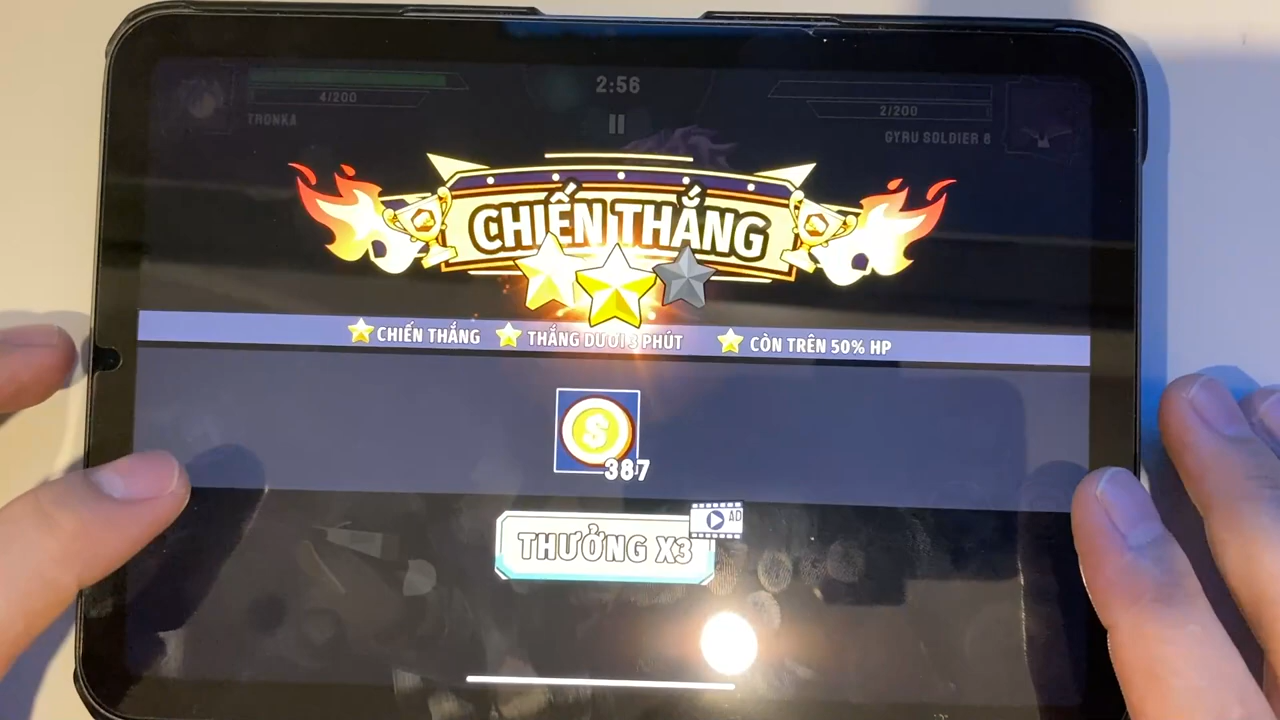 2:56
4/200
2/200
TRONKA
GYRU SOLDIER 6
CHIẾN THẮNG
CHIẾN THẮNG
THẮNG DƯỚI 3 PHÚT
CÒN TRÊN 50% HP
$
387
AD
THƯỞNG X3